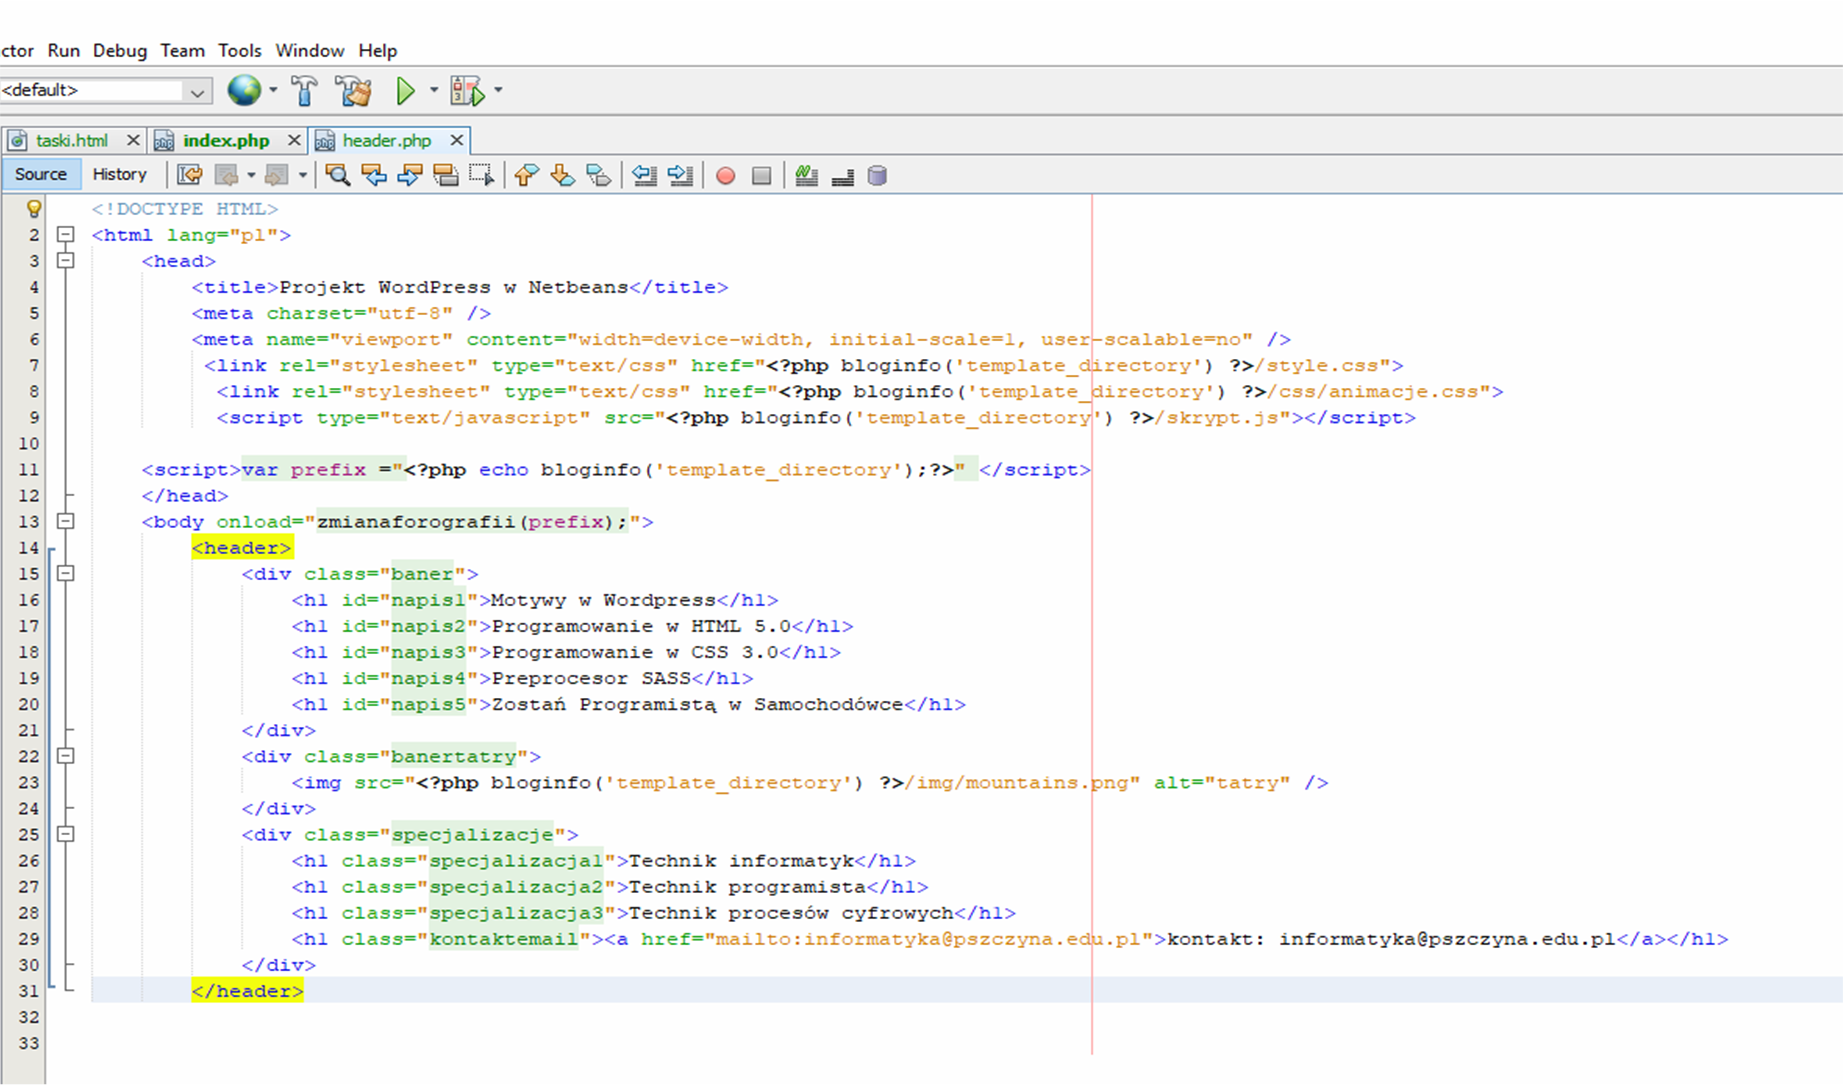 ctor Run Debug Team Tools Window Help
<default>
taski.html index.php header.php
Source History
<!DOCTYPE HTML>
2 <html lang="pl">
3 <head>
4 <title>Projekt WordPress w Netbeans</title>
5 <meta charset="utf-8" />
6 <meta name="viewport" content="width=device-width, initial-scale=1, user-scalable=no" />
7 <link rel="stylesheet" type="text/css" href="<?php bloginfo('template_directory') ?>/style.css">
8 <link rel="stylesheet" type="text/css" href="<?php bloginfo('template_directory') ?>/css/animacje.css">
9 <script type="text/javascript" src="<?php bloginfo('template_directory') ?>/skrypt.js"></script>
10
11 <script>var prefix ="<?php echo bloginfo('template_directory');?>" </script>
12 </head>
13 <body onload="zmianaforografii(prefix);">
14 <header>
15 <div class="baner">
16 <h1 id="napis1">Motywy w Wordpress</h1>
17 <h1 id="napis2">Programowanie w HTML 5.0</h1>
18 <h1 id="napis3">Programowanie w CSS 3.0</h1>
19 <h1 id="napis4">Preprocesor SASS</h1>
20 <h1 id="napis5">Zostań Programistą w Samochodówce</h1>
21 </div>
22 <div class="banertatry">
23 <img src="<?php bloginfo('template_directory') ?>/img/mountains.png" alt="tatry" />
24 </div>
25 <div class="specjalizacje">
26 <h1 class="specjalizacja1">Technik informatyk</h1>
27 <h1 class="specjalizacja2">Technik programista</h1>
28 <h1 class="specjalizacja3">Technik procesów cyfrowych</h1>
29 <h1 class="kontaktemail"><a href="mailto:informatyka@pszczyna.edu.pl">kontakt: informatyka@pszczyna.edu.pl</a></h1>
30 </div>
31 </header>
32
33